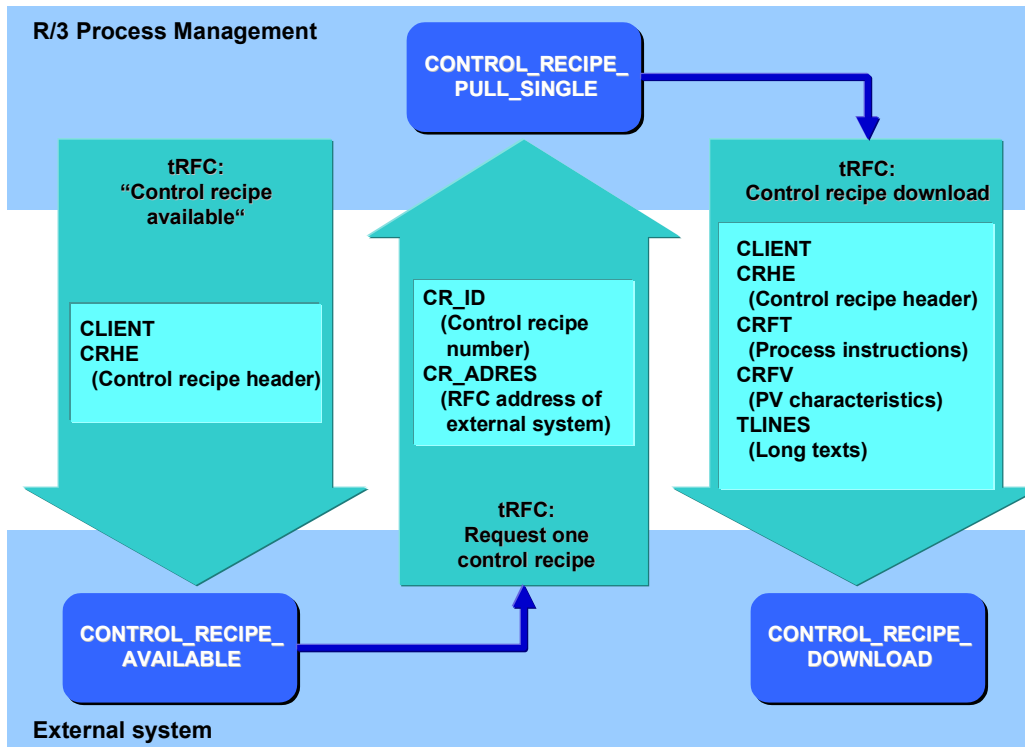 R/3 Process Management
CONTROL_RECIPE_
PULL_SINGLE
tRFC:
“Control recipe
available“
CLIENT
CRHE
(Control recipe header)
CR_ID
(Control recipe
number)
CR_ADRES
(RFC address of
external system)
tRFC:
Request one
control recipe
tRFC:
Control recipe download
CLIENT
CRHE
(Control recipe header)
CRFT
(Process instructions)
CRFV
(PV characteristics)
TLINES
(Long texts)
CONTROL_RECIPE_
AVAILABLE
CONTROL_RECIPE_
DOWNLOAD
External system